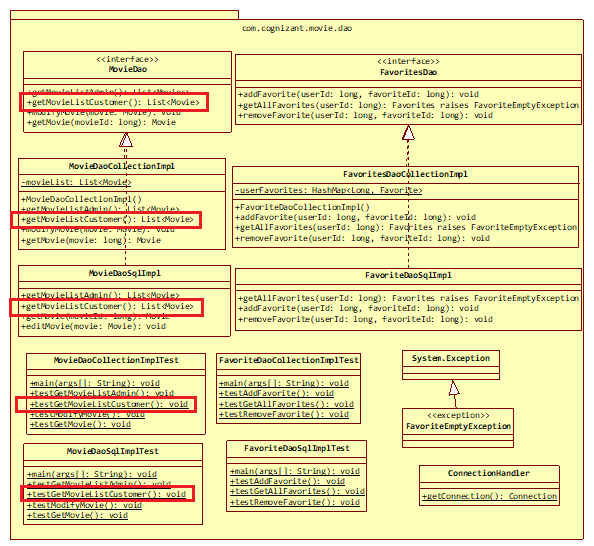 com.cognizant.movie.dao
<<interface>>
MovieDao
+getMovieListAdmin(): List<Movie>
+getMovieListCustomer(): List<Movie>
+modifyMovie(movie: Movie): void
+getMovie(movieId: long): Movie
<<interface>>
FavoritesDao
+addFavorite(userId: long, favoriteId: long): void
+getAllFavorites(userId: long): Favorites raises FavoriteEmptyException
+removeFavorite(userId: long, favoriteId: long): void
MovieDaoCollectionImpl
-movieList: List<Movie>
+MovieDaoCollectionImpl()
+getMovieListAdmin(): List<Movie>
+getMovieListCustomer(): List<Movie>
+modifyMovie(movie: Movie): void
+getMovie(movie: long): Movie
FavoritesDaoCollectionImpl
-userFavorites: HashMap<Long, Favorite>
+FavoriteDaoCollectionImpl()
+addFavorite(userId: long, favoriteId: long): void
+getAllFavorites(userId: long): Favorites raises FavoriteEmptyException
+removeFavorite(userId: long, favoriteId: long): void
MovieDaoSqlImpl
+getMovieListAdmin(): List<Movie>
+getMovieListCustomer(): List<Movie>
+getMovie(movieId: long): Movie
+editMovie(movie: Movie): void
FavoriteDaoSqlImpl
+getAllFavorites(userId: long): Favorites raises FavoriteEmptyException
+addFavorite(userId: long, favoriteId: long): void
+removeFavorite(userId: long, favoriteId: long): void
MovieDaoCollectionImplTest
+main(args[]: String): void
+testGetMovieListAdmin(): void
+testGetMovieListCustomer(): void
+testModifyMovie(): void
+testGetMovie(): void
FavoriteDaoCollectionImplTest
+main(args[]: String): void
+testAddFavorite(): void
+testGetAllFavorites(): void
+testRemoveFavorite(): void
System.Exception
<<exception>>
FavoriteEmptyException
MovieDaoSqlImplTest
+main(args[]: String): void
+testGetMovieListAdmin(): void
+testGetMovieListCustomer(): void
+testModifyMovie(): void
+testGetMovie(): void
FavoriteDaoSqlImplTest
+main(args[]: String): void
+testAddFavorite(): void
+testGetAllFavorites(): void
+testRemoveFavorite(): void
ConnectionHandler
+getConnection(): Connection